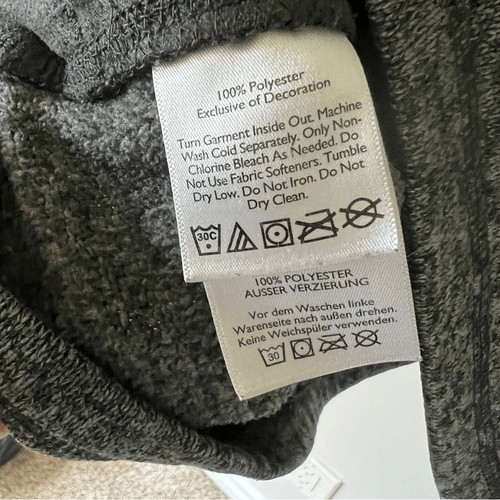 100% Polyester
Exclusive of Decoration
Turn Garment Inside Out. Machine
Wash Cold Separately. Only Non-
Chlorine Bleach As Needed. Do
Not Use Fabric Softeners. Tumble
Dry Low. Do Not Iron. Do Not
Dry Clean.
30C
100% POLYESTER
AUSSER VERZIERUNG
Vor dem Waschen linke
Warenseite nach außen drehen.
Keine Weichspüler verwenden.
30